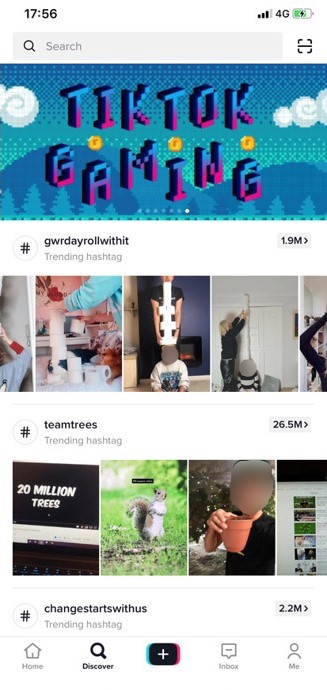 17:56
4G
Search
TIKTOK
GAMING
#
gwrdayrollwithit
1.9M>
Trending hashtag
#
teamtrees
26.5M>
Trending hashtag
20 MILLION
TREES
#
changestartswithus
2.2M>
Trending hashtag
Home
Discover
Inbox
Me